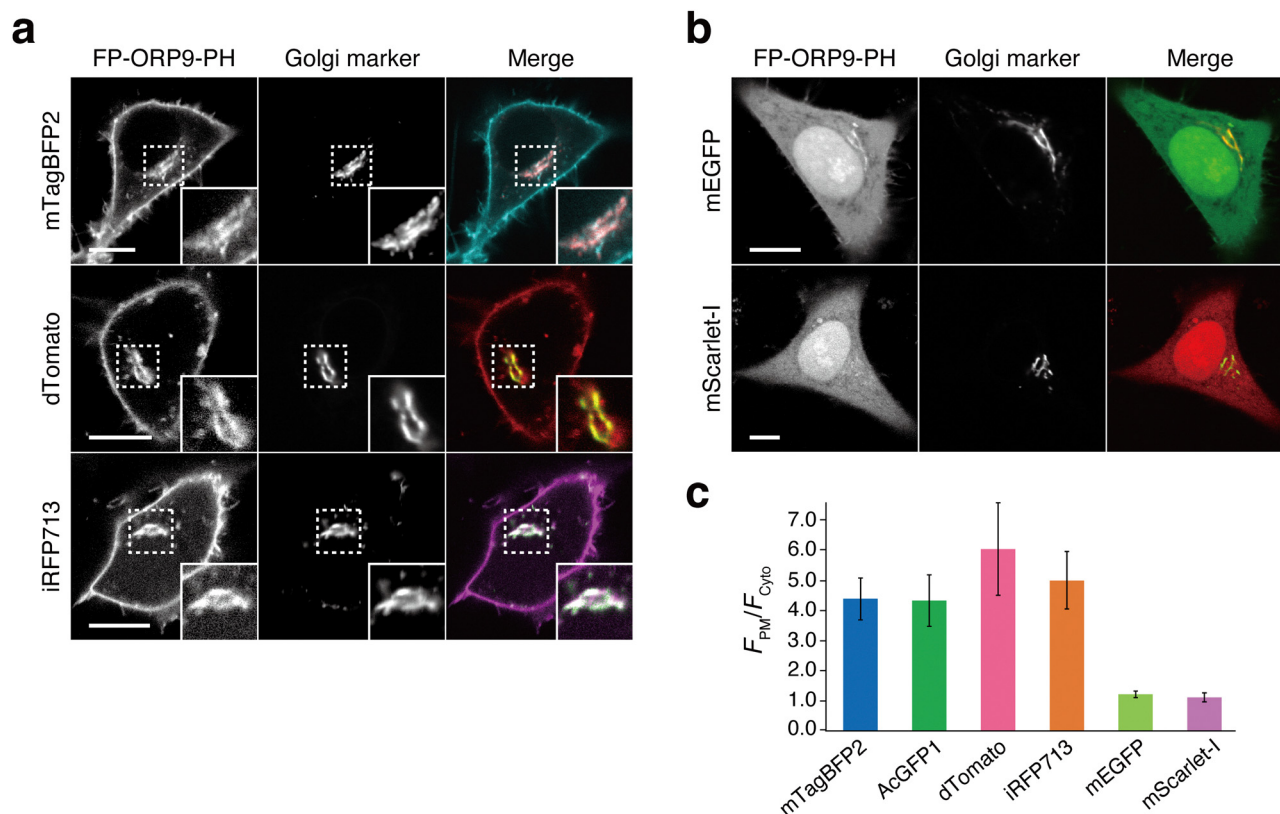 a
FP-ORP9-PH Golgi marker Merge
mTagBFP2
dTomato
iRFP713
b
FP-ORP9-PH Golgi marker Merge
mEGFP
mScarlet-I
c
F_PM/F_Cyto
7.0
6.0
5.0
4.0
3.0
2.0
1.0
0.0
mTagBFP2 AcGFP1 dTomato iRFP713 mEGFP mScarlet-I